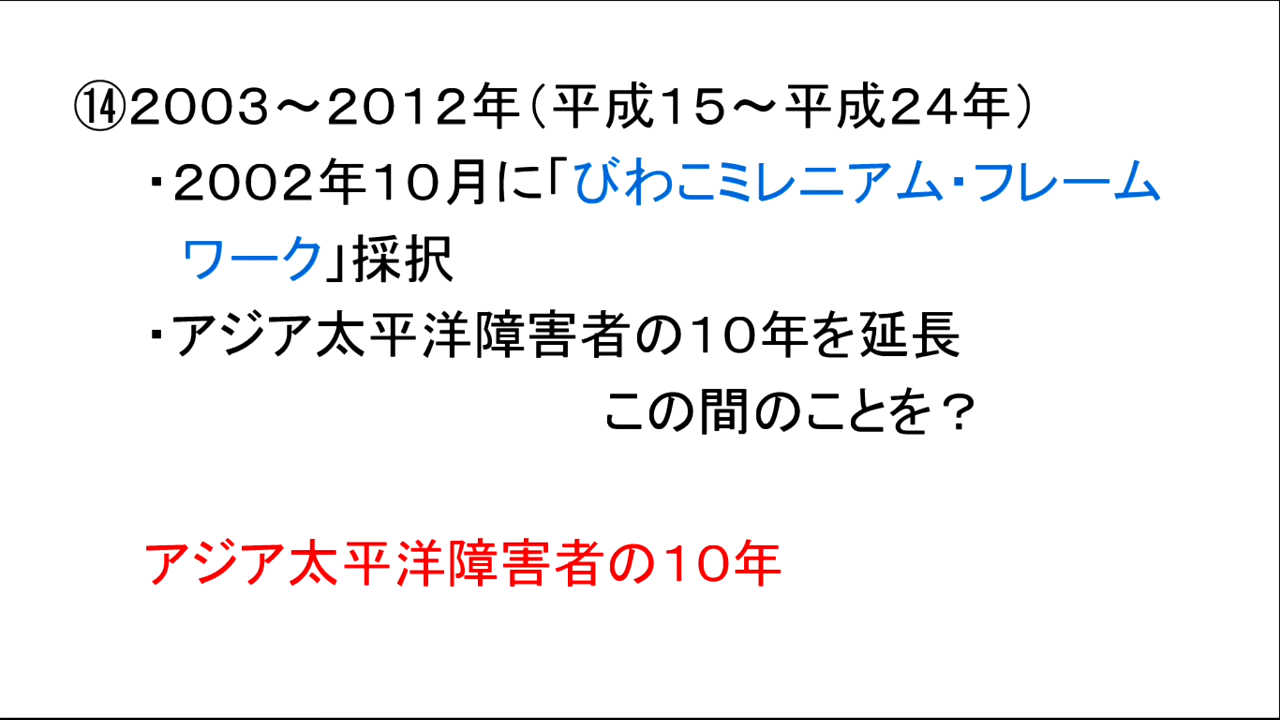 ⑭２００３～２０１２年（平成１５～平成２４年）
・２００２年１０月に「びわこミレニアム・フレーム
ワーク」採択
・アジア太平洋障害者の１０年を延長
この間のことを？
アジア太平洋障害者の１０年